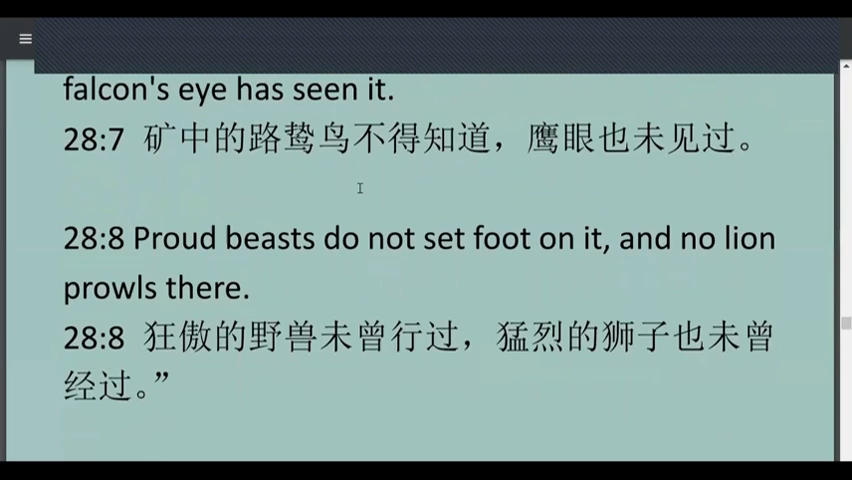 falcon's eye has seen it.
28:7 矿中的路鸷鸟不得知道，鹰眼也未见过。
28:8 Proud beasts do not set foot on it, and no lion
prowls there.
28:8 狂傲的野兽未曾行过，猛烈的狮子也未曾
经过。”